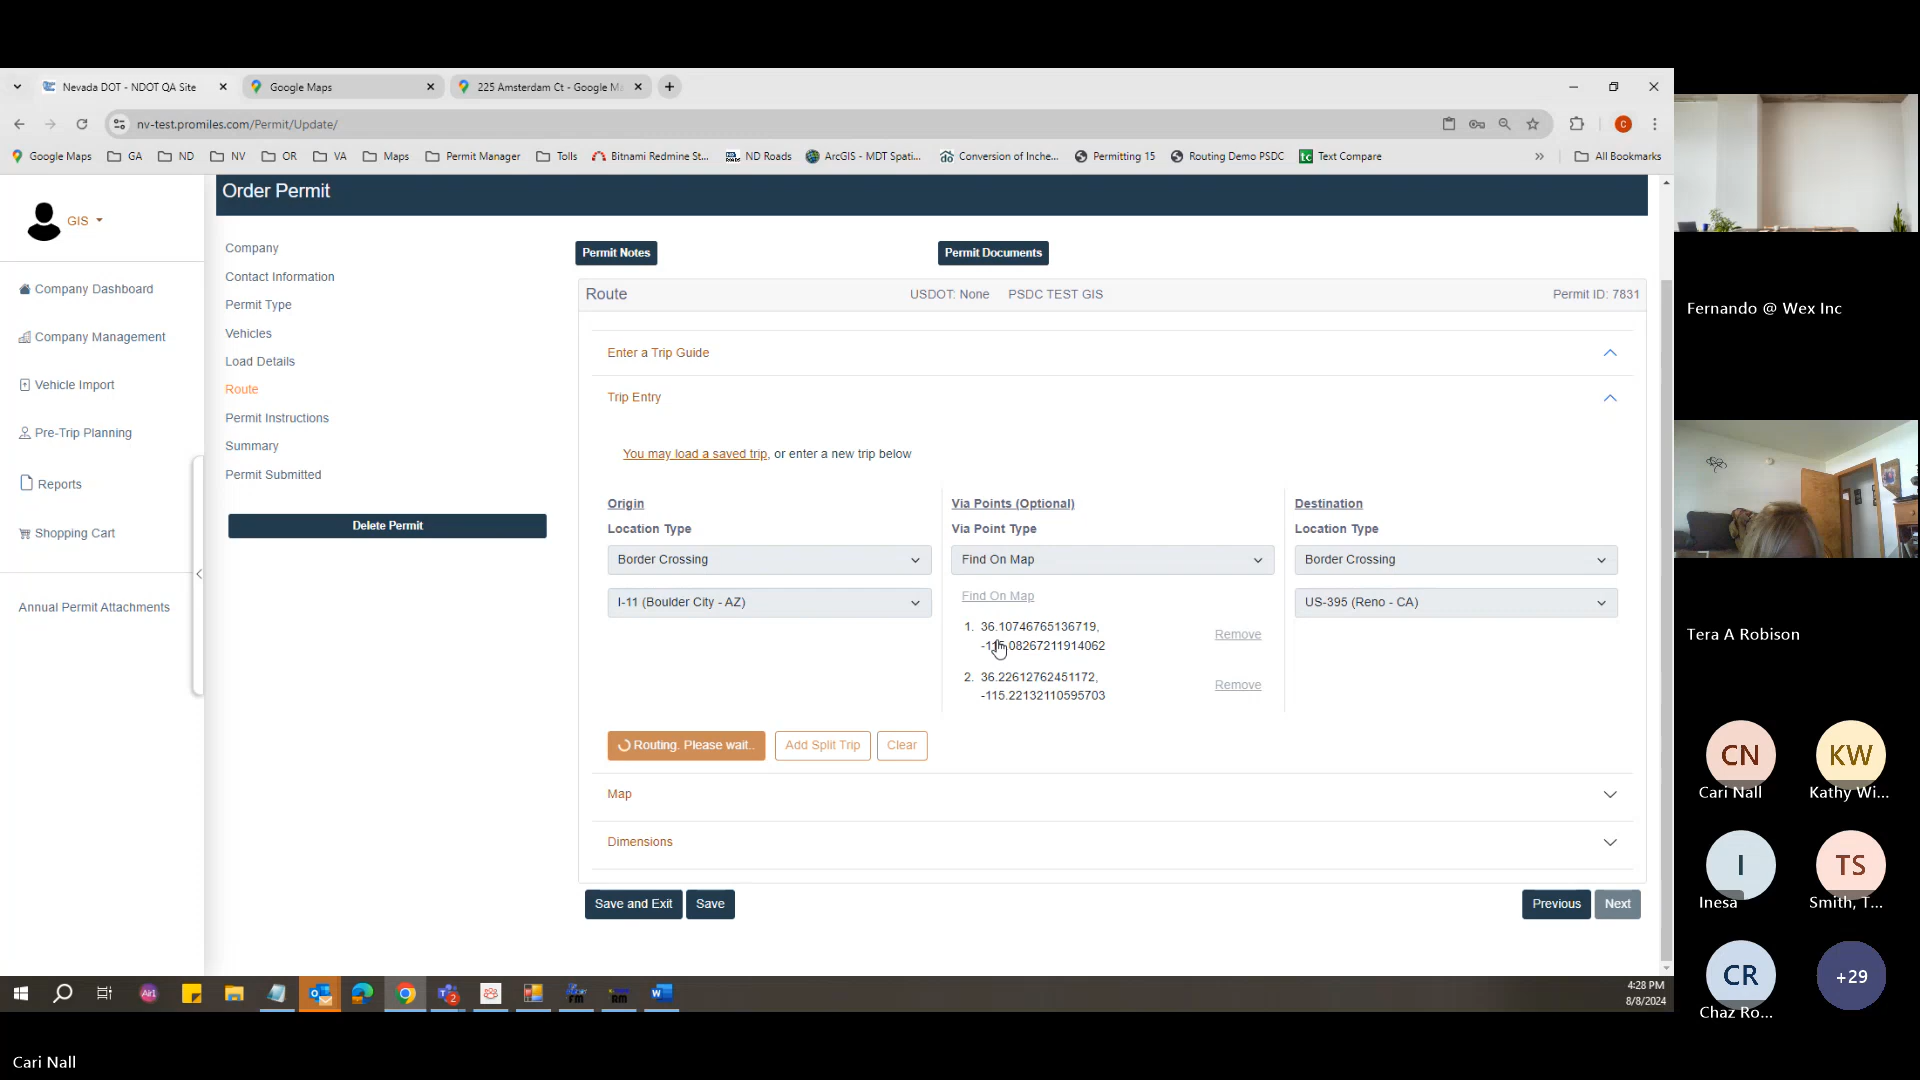 Nevada DOT - NDOT QA Site
Google Maps
225 Amsterdam Ct - Google M
nv-test.promiles.com/Permit/Update/
C
Google Maps
GA
ND
NV
OR
VA
Maps
Permit Manager
Tolls
Bitnami Redmine St...
ND Roads
ArcGIS - MDT Spati...
Conversion of Inche...
Permitting 15
Routing Demo PSDC
tc Text Compare
»
All Bookmarks
GIS
Company Dashboard
Company Management
Vehicle Import
Pre-Trip Planning
Reports
Shopping Cart
Annual Permit Attachments
Order Permit
Company
Contact Information
Permit Type
Vehicles
Load Details
Route
Permit Instructions
Summary
Permit Submitted
Delete Permit
Permit Notes
Permit Documents
Route
USDOT: None
PSDC TEST GIS
Permit ID: 7831
Enter a Trip Guide
Trip Entry
You may load a saved trip, or enter a new trip below
Origin
Location Type
Border Crossing
I-11 (Boulder City - AZ)
Via Points (Optional)
Via Point Type
Find On Map
Find On Map
1. 36.10746765136719,
-115.08267211914062
Remove
2. 36.22612762451172,
-115.22132110595703
Remove
Destination
Location Type
Border Crossing
US-395 (Reno - CA)
Routing. Please wait..
Add Split Trip
Clear
Map
Dimensions
Save and Exit
Save
Previous
Next
4:28 PM
8/8/2024
Fernando @ Wex Inc
Tera A Robison
CN
Cari Nall
KW
Kathy Wi...
I
Inesa
TS
Smith, T...
CR
Chaz Ro...
+29
Cari Nall